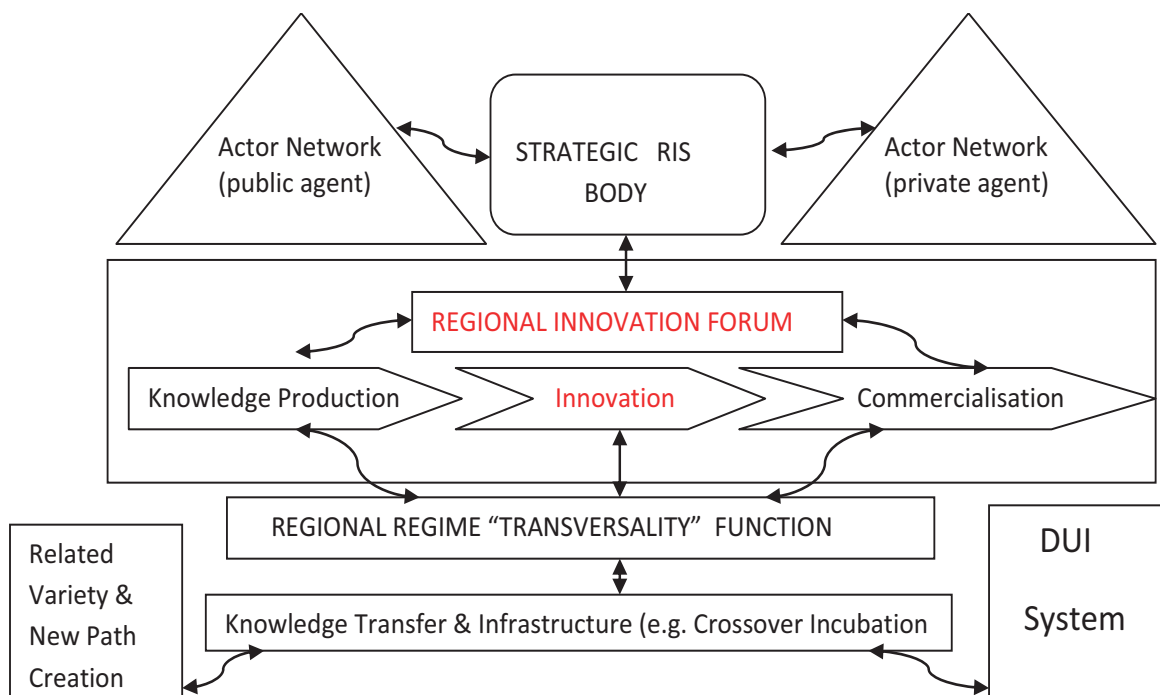 Actor Network
(public agent)
STRATEGIC RIS
BODY
Actor Network
(private agent)
REGIONAL INNOVATION FORUM
Knowledge Production
Innovation
Commercialisation
REGIONAL REGIME “TRANSVERSALITY” FUNCTION
Related
Variety &
New Path
Creation
Knowledge Transfer & Infrastructure (e.g. Crossover Incubation
DUI
System